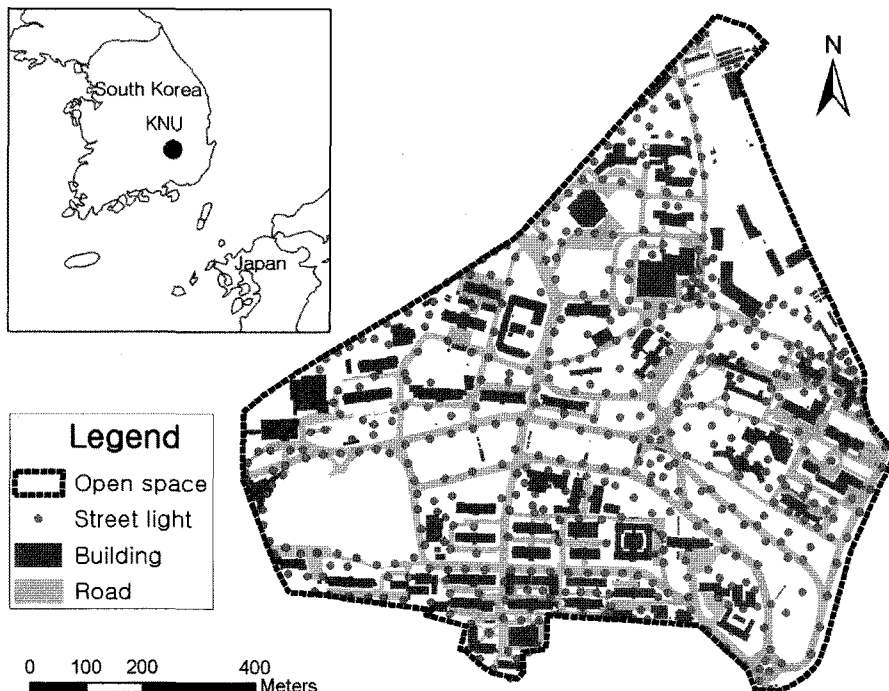 South Korea
KNU
Japan
N
Legend
Open space
Street light
Building
Road
0 100 200 400
Meters